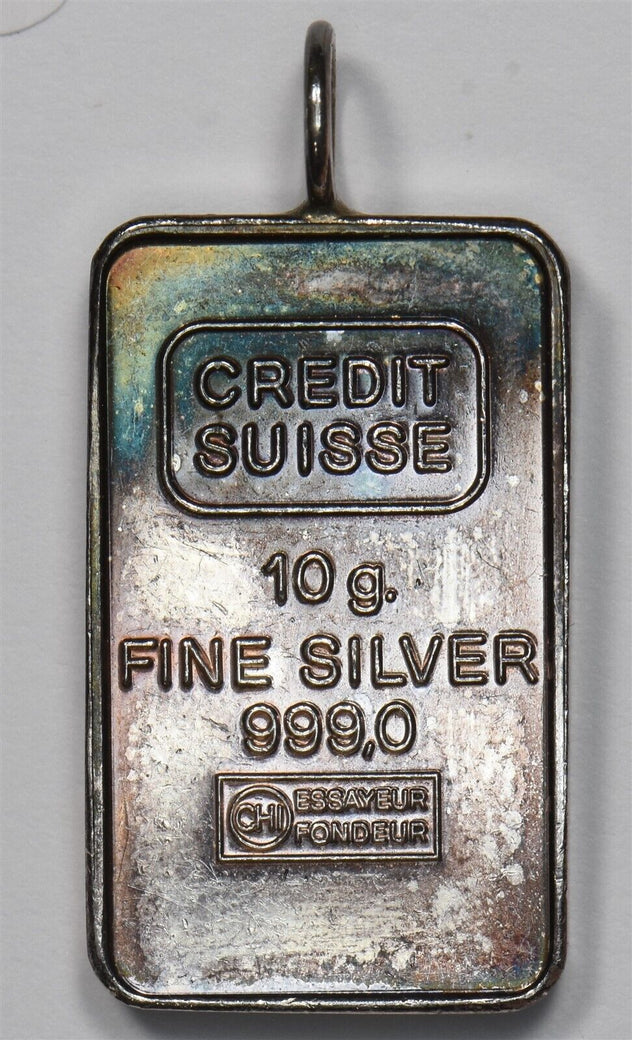 CREDIT
SUISSE
10 g.
FINE SILVER
999,0
CHI ESSAYEUR
FONDEUR